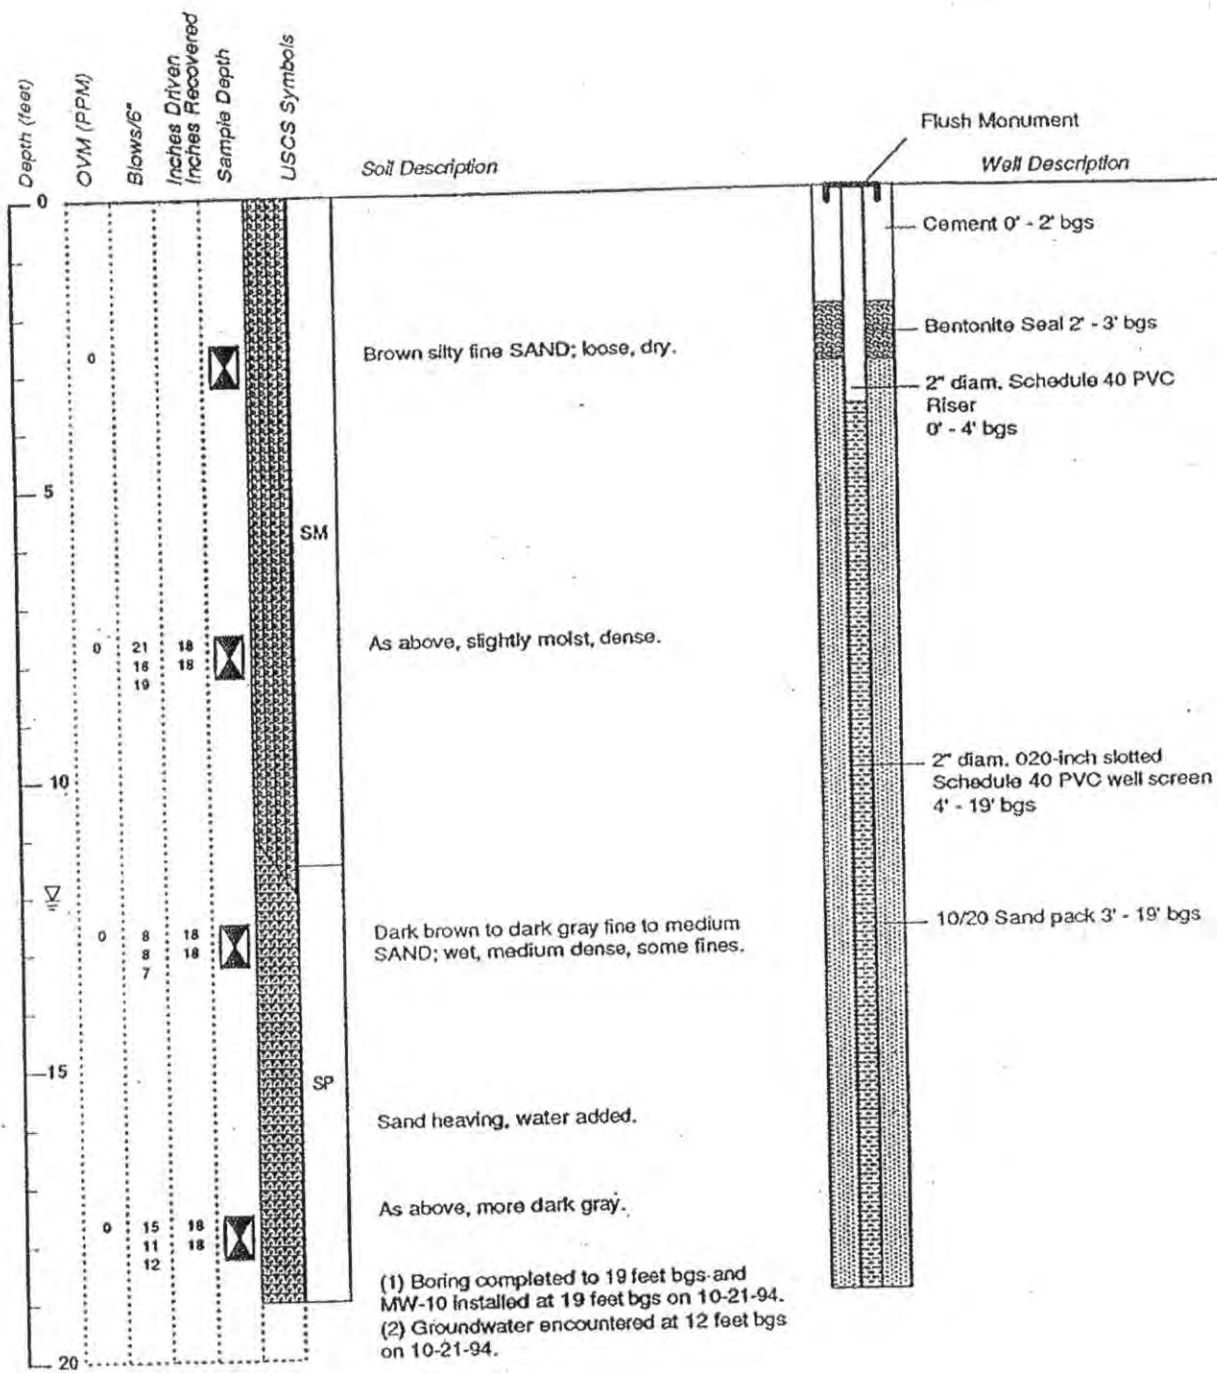 Depth (feet)
OVM (PPM)
Blows/6"
Inches Driven
Inches Recovered
Sample Depth
USCS Symbols
Soil Description
Flush Monument
Well Description
0
Cement 0' - 2' bgs
Bentonite Seal 2' - 3' bgs
0
Brown silty fine SAND; loose, dry.
2" diam. Schedule 40 PVC
Riser
0' - 4' bgs
5
SM
0 21 18
18 18
19
As above, slightly moist, dense.
10
2" diam. 020-inch slotted
Schedule 40 PVC well screen
4' - 19' bgs
0 8 18
8 18
7
Dark brown to dark gray fine to medium
SAND; wet, medium dense, some fines.
10/20 Sand pack 3' - 19' bgs
15
SP
Sand heaving, water added.
As above, more dark gray.
0 15 18
11 18
12
(1) Boring completed to 19 feet bgs and
MW-10 installed at 19 feet bgs on 10-21-94.
(2) Groundwater encountered at 12 feet bgs
on 10-21-94.
20